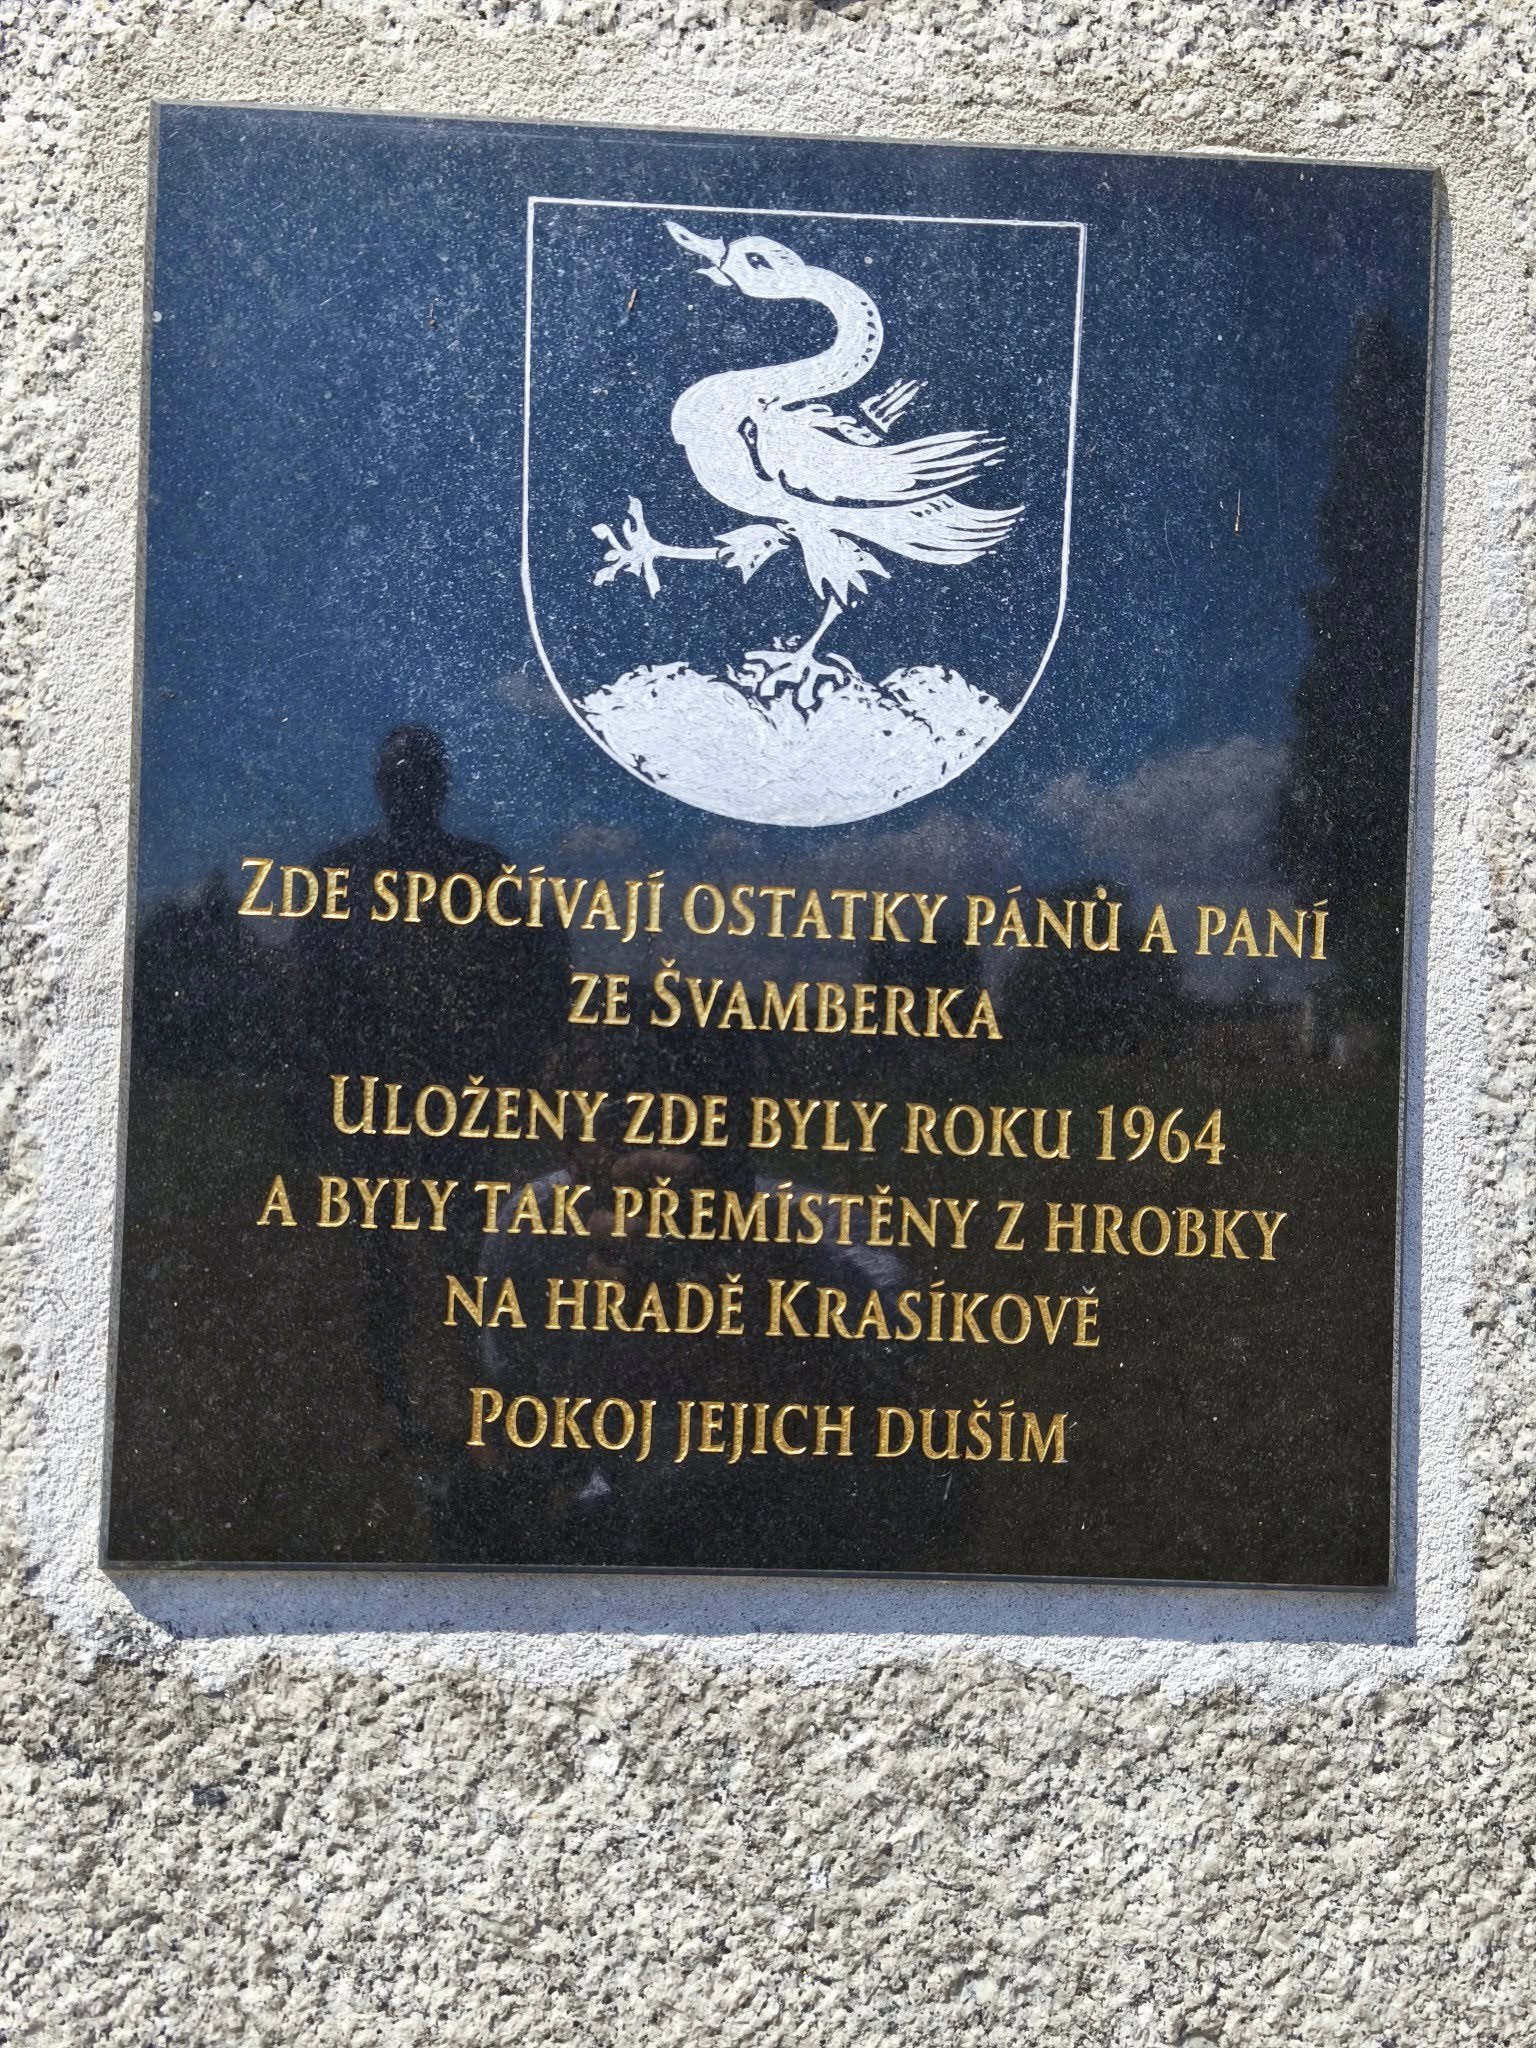 Zde spočívají ostatky pánů a paní
ze Švamberka
Uloženy zde byly roku 1964
a byly tak přemístěny z hrobky
na hradě Krasíkově
Pokoj jejich duším